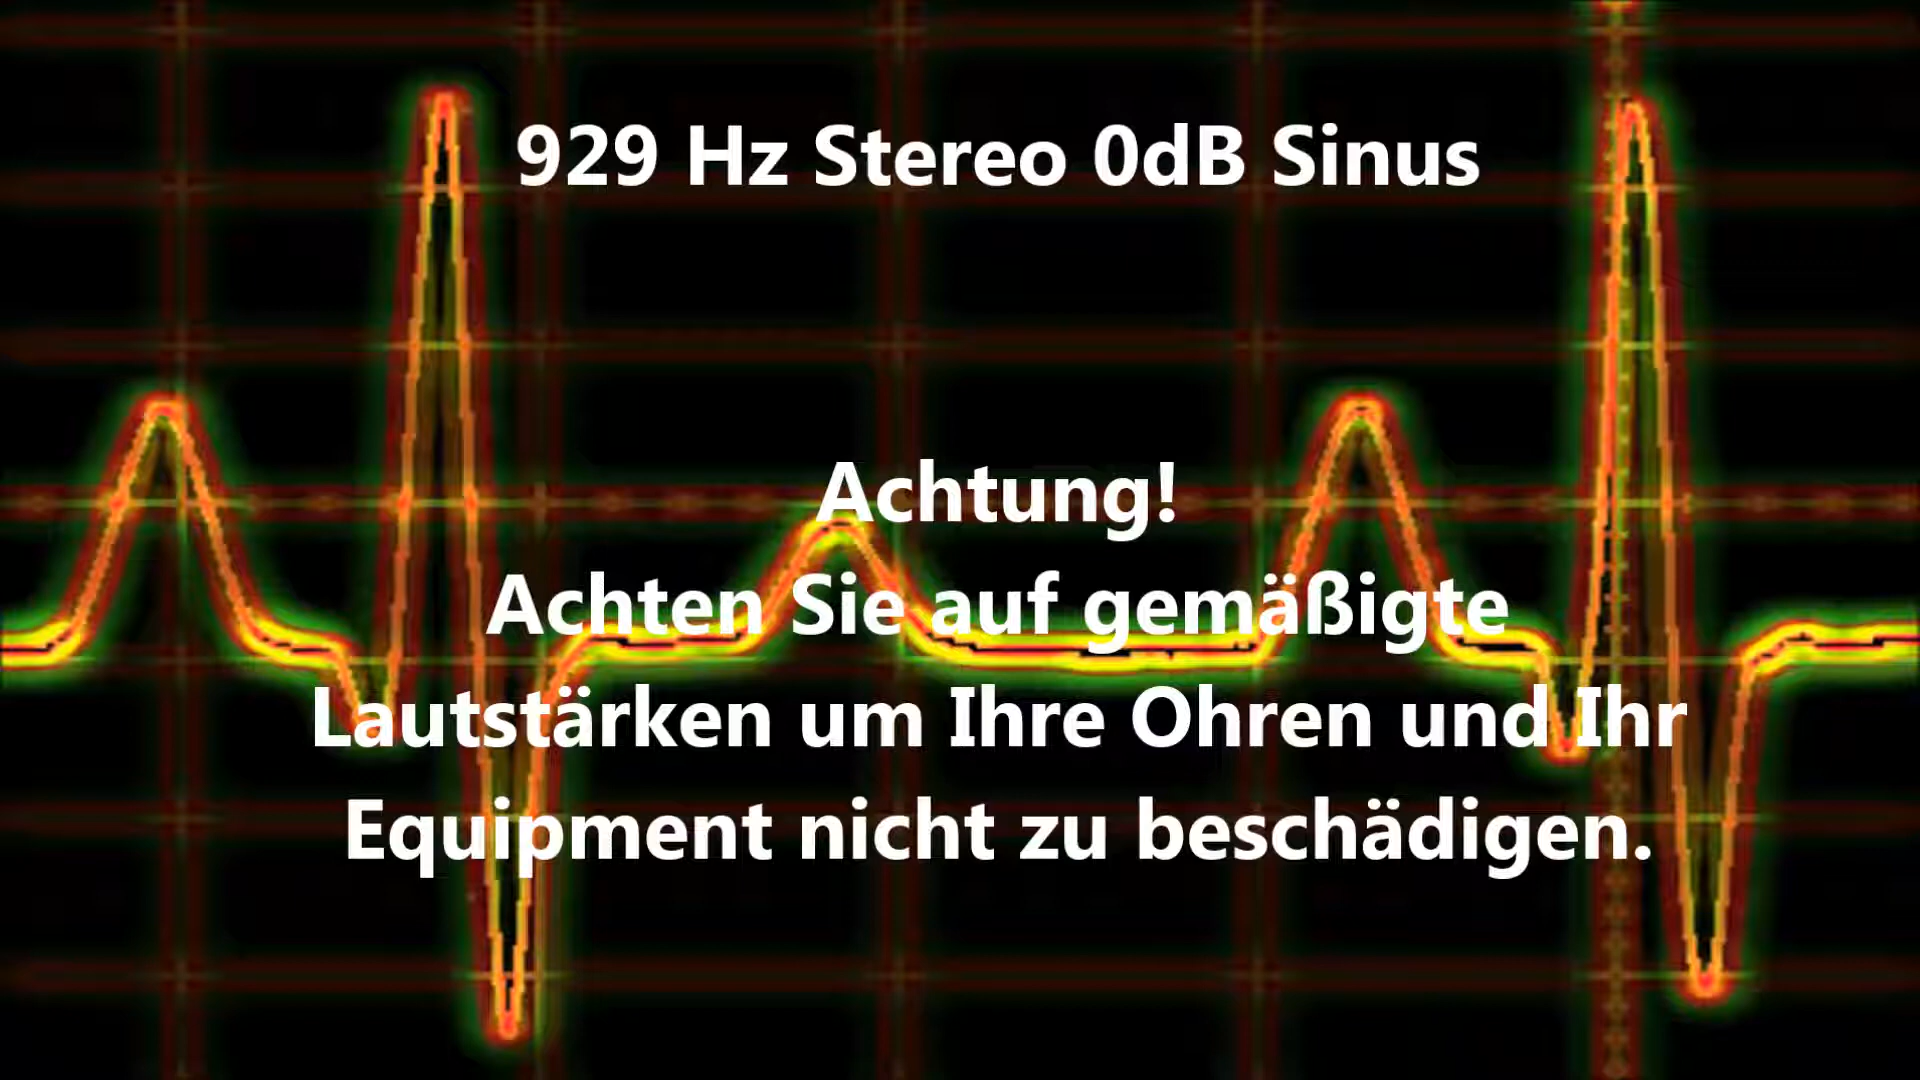 929 Hz Stereo 0dB Sinus
Achtung!
Achten Sie auf gemäßigte
Lautstärken um Ihre Ohren und Ihr
Equipment nicht zu beschädigen.